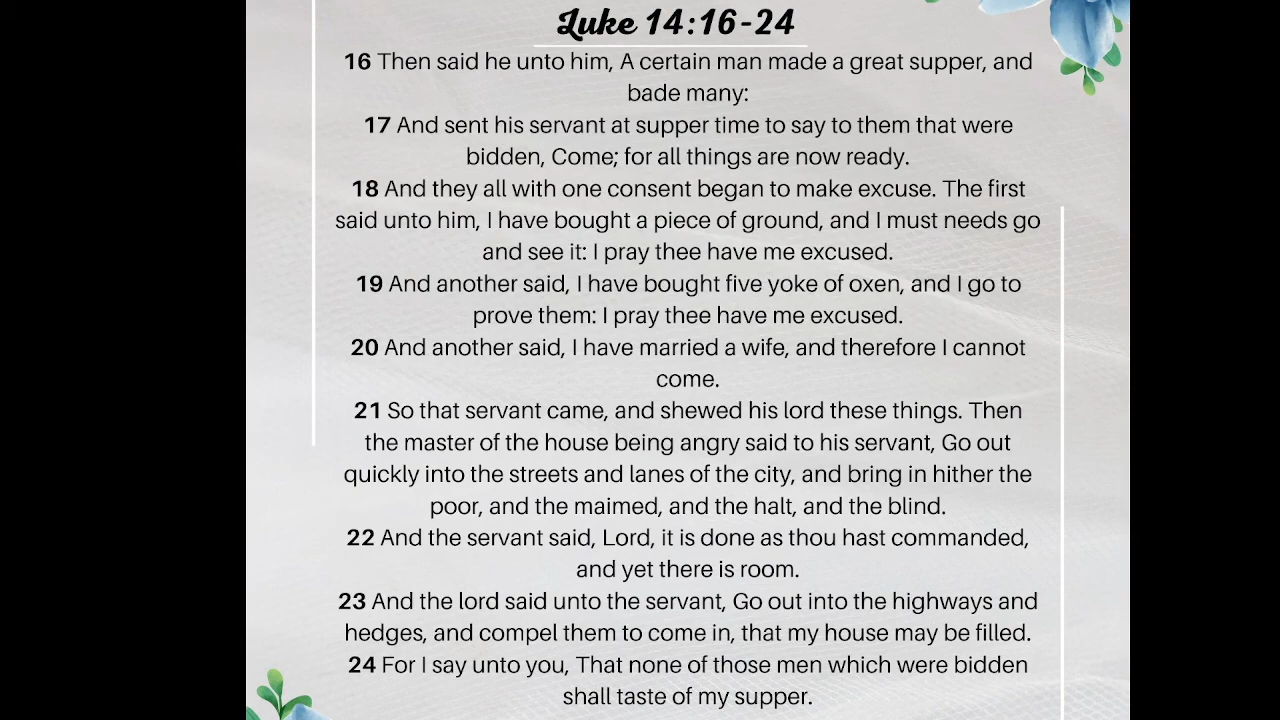 Luke 14:16-24
16 Then said he unto him, A certain man made a great supper, and
bade many:
17 And sent his servant at supper time to say to them that were
bidden, Come; for all things are now ready.
18 And they all with one consent began to make excuse. The first
said unto him, I have bought a piece of ground, and I must needs go
and see it: I pray thee have me excused.
19 And another said, I have bought five yoke of oxen, and I go to
prove them: I pray thee have me excused.
20 And another said, I have married a wife, and therefore I cannot
come.
21 So that servant came, and shewed his lord these things. Then
the master of the house being angry said to his servant, Go out
quickly into the streets and lanes of the city, and bring in hither the
poor, and the maimed, and the halt, and the blind.
22 And the servant said, Lord, it is done as thou hast commanded,
and yet there is room.
23 And the lord said unto the servant, Go out into the highways and
hedges, and compel them to come in, that my house may be filled.
24 For I say unto you, That none of those men which were bidden
shall taste of my supper.